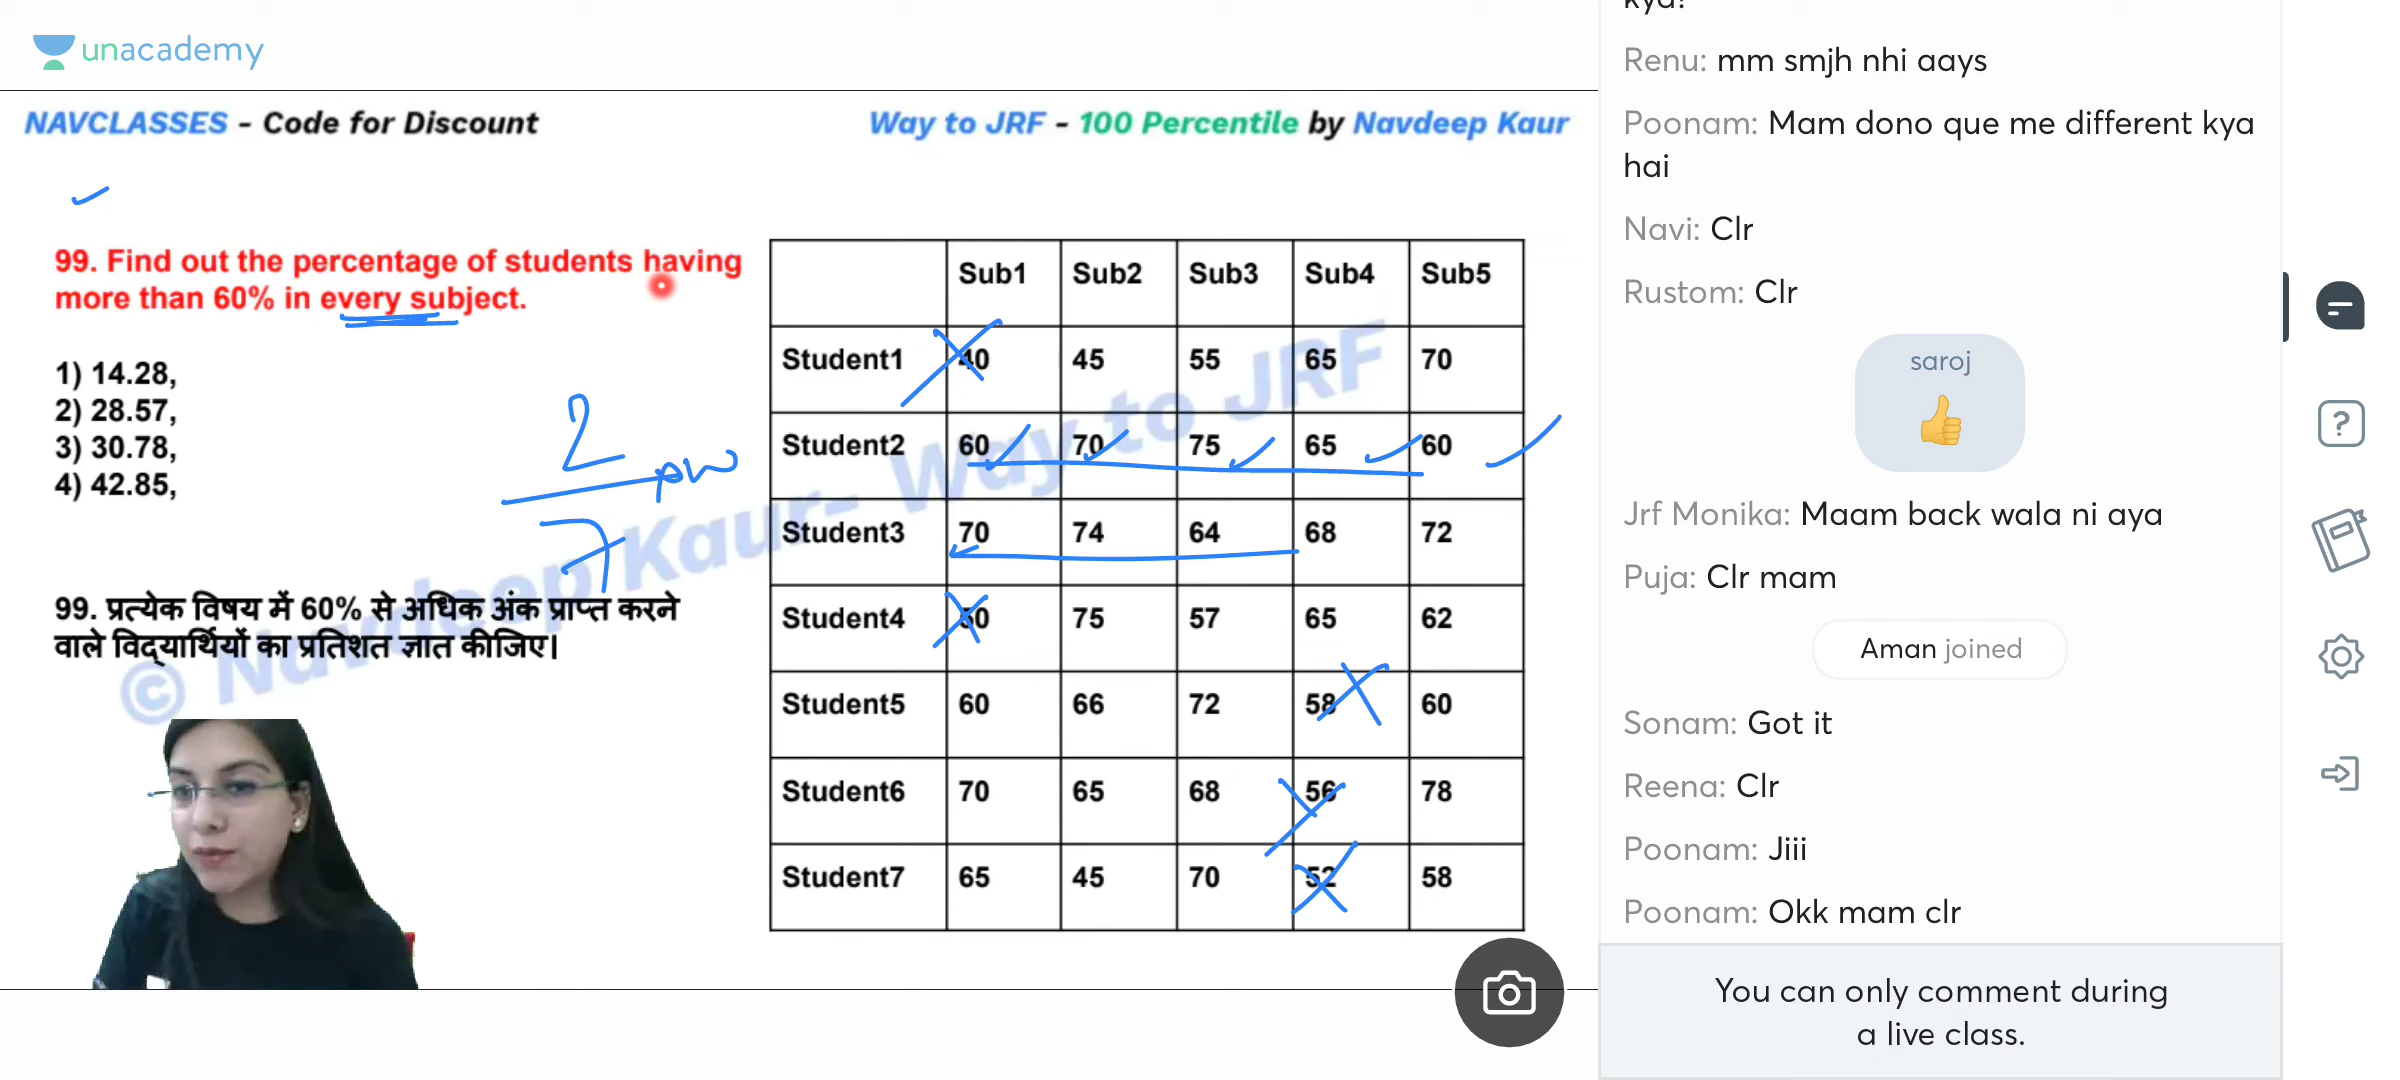 unacademy
NAVCLASSES - Code for Discount
Way to JRF - 100 Percentile by Navdeep Kaur
99. Find out the percentage of students having
more than 60% in every subject.
1) 14.28,
2) 28.57,
3) 30.78,
4) 42.85,
2
7
99. प्रत्येक विषय में 60% से अधिक अंक प्राप्त करने
वाले विद्यार्थियों का प्रतिशत ज्ञात कीजिए।
© Navdeep Kaur- Way to JRF
Sub1 Sub2 Sub3 Sub4 Sub5
Student1 40 45 55 65 70
Student2 60 70 75 65 60
Student3 70 74 64 68 72
Student4 50 75 57 65 62
Student5 60 66 72 58 60
Student6 70 65 68 56 78
Student7 65 45 70 52 58
kya?
Renu: mm smjh nhi aays
Poonam: Mam dono que me different kya
hai
Navi: Clr
Rustom: Clr
saroj
Jrf Monika: Maam back wala ni aya
Puja: Clr mam
Aman joined
Sonam: Got it
Reena: Clr
Poonam: Jiii
Poonam: Okk mam clr
You can only comment during
a live class.
?